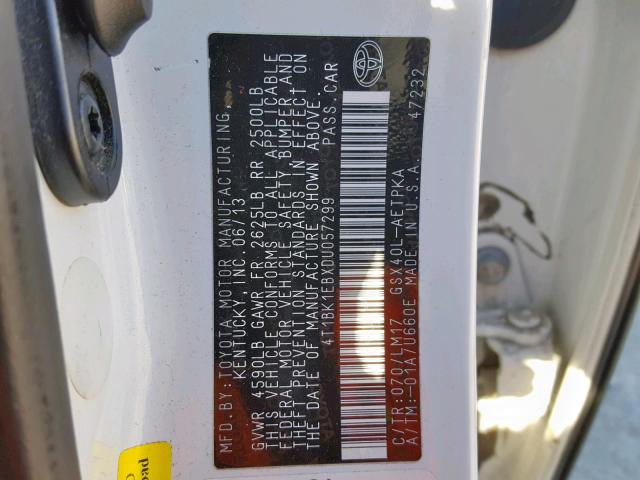 MFD.BY:TOYOTA MOTOR MANUFACTURING,
KENTUCKY, INC. 06/13
GVWR 4590LB GAWR FR 2625LB RR 2500LB
THIS VEHICLE CONFORMS TO ALL APPLICABLE
FEDERAL MOTOR VEHICLE SAFETY, BUMPER, AND
THEFT PREVENTION STANDARDS IN EFFECT ON
THE DATE OF MANUFACTURE SHOWN ABOVE.
4T1BK1EBXDU057299 PASS.CAR
C/TR:070/LM17 GSX40L-AETPKA
A/TM:-01A/U660E MADE IN U.S.A. 47232